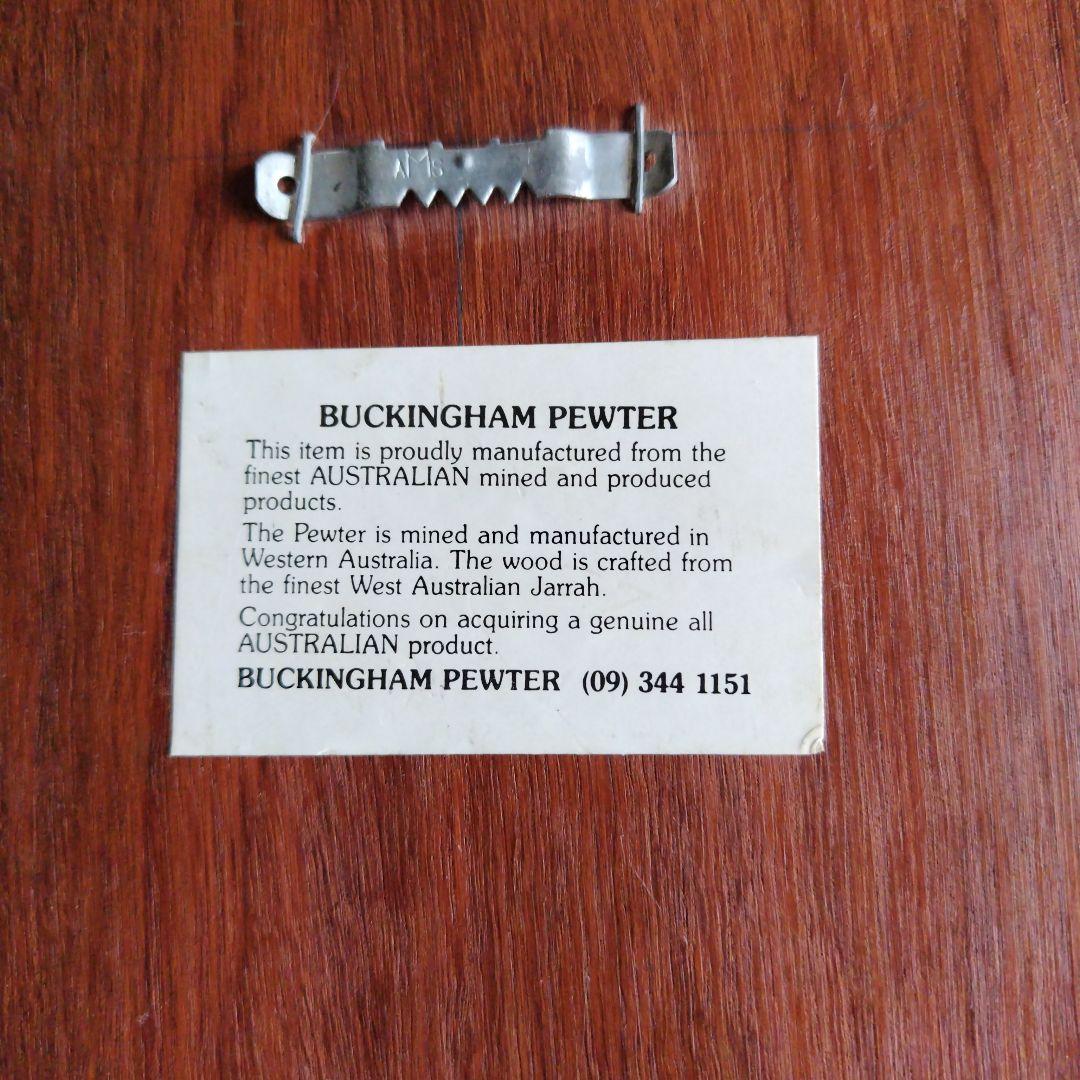 AMS
BUCKINGHAM PEWTER
This item is proudly manufactured from the
finest AUSTRALIAN mined and produced
products.
The Pewter is mined and manufactured in
Western Australia. The wood is crafted from
the finest West Australian Jarrah.
Congratulations on acquiring a genuine all
AUSTRALIAN product.
BUCKINGHAM PEWTER (09) 344 1151